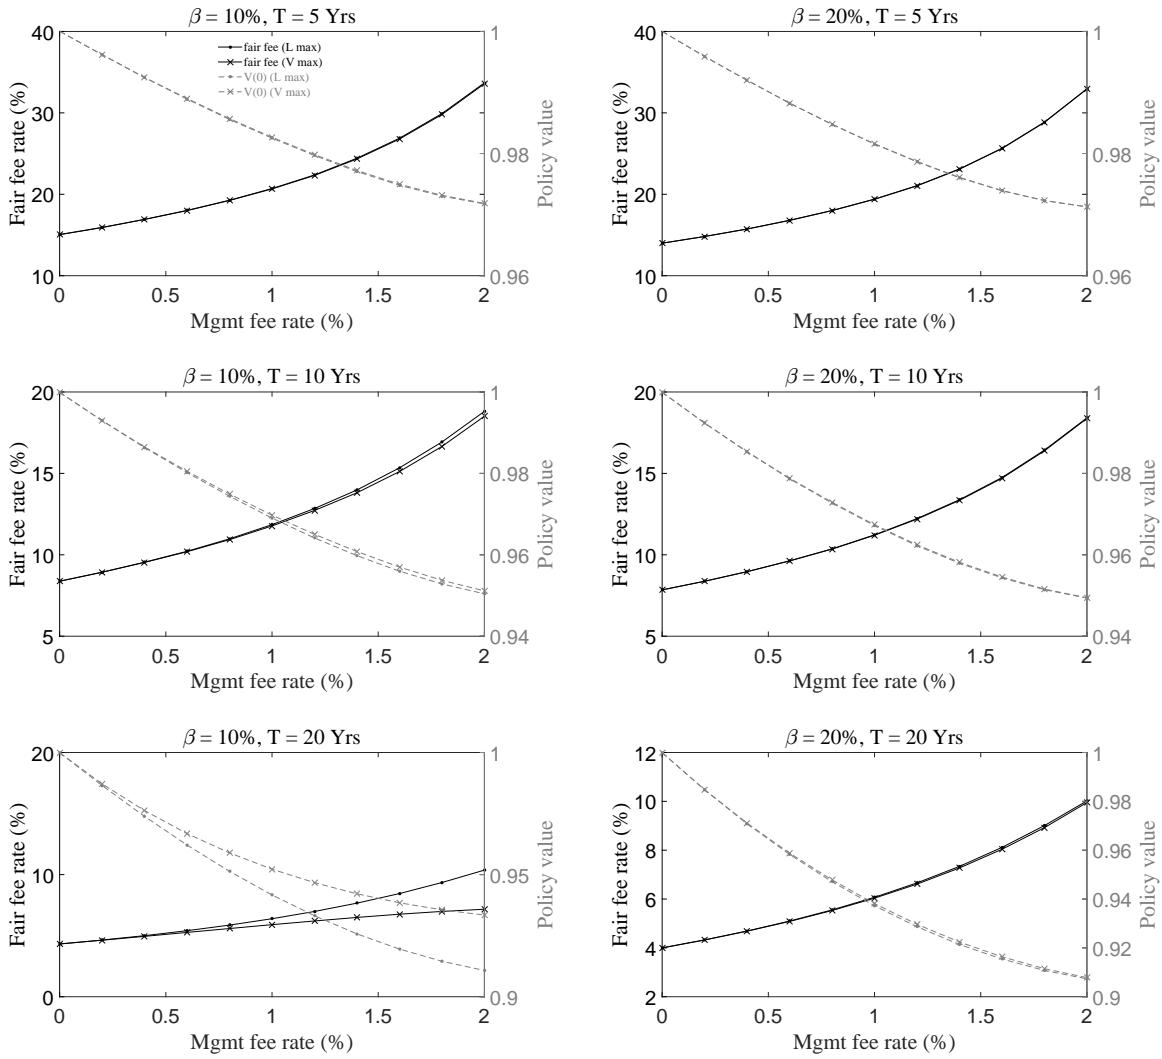 β = 10%, T = 5 Yrs
40
30
20
10
Fair fee rate (%)
fair fee (L max)
fair fee (V max)
V(0) (L max)
V(0) (V max)
1
0.98
0.96
Policy value
0 0.5 1 1.5 2
Mgmt fee rate (%)
β = 20%, T = 5 Yrs
40
30
20
10
Fair fee rate (%)
1
0.98
0.96
Policy value
0 0.5 1 1.5 2
Mgmt fee rate (%)
β = 10%, T = 10 Yrs
20
15
10
5
Fair fee rate (%)
1
0.98
0.96
0.94
Policy value
0 0.5 1 1.5 2
Mgmt fee rate (%)
β = 20%, T = 10 Yrs
20
15
10
5
Fair fee rate (%)
1
0.98
0.96
0.94
Policy value
0 0.5 1 1.5 2
Mgmt fee rate (%)
β = 10%, T = 20 Yrs
20
15
10
5
0
Fair fee rate (%)
1
0.95
0.9
Policy value
0 0.5 1 1.5 2
Mgmt fee rate (%)
β = 20%, T = 20 Yrs
12
10
8
6
4
2
Fair fee rate (%)
1
0.98
0.96
0.94
0.92
0.9
Policy value
0 0.5 1 1.5 2
Mgmt fee rate (%)